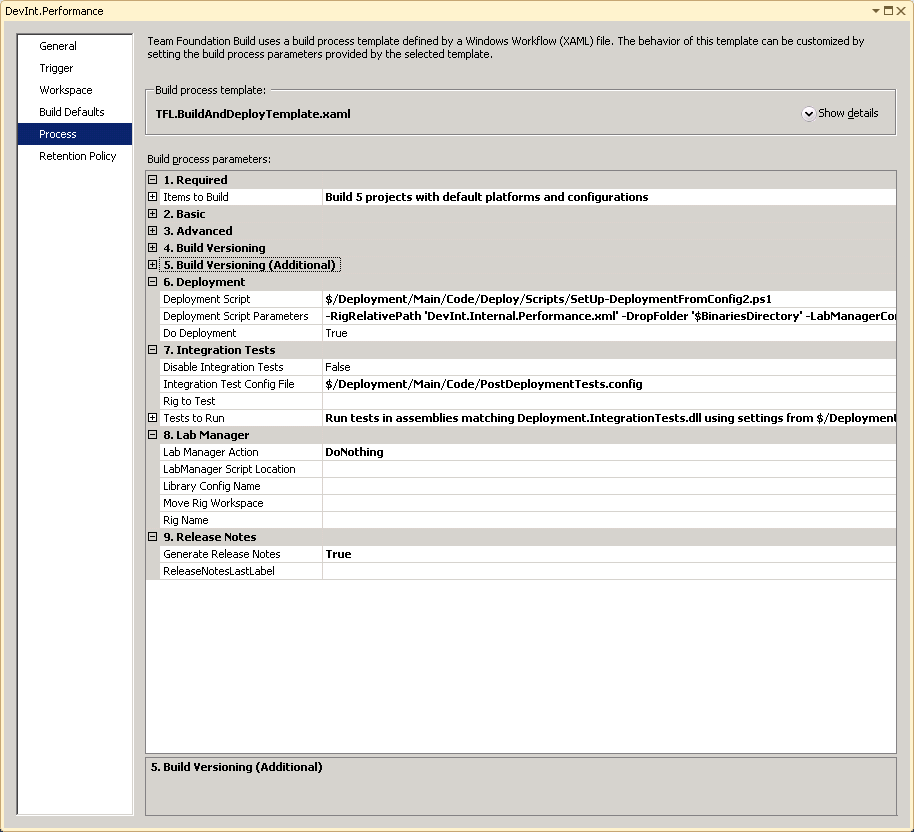 DevInt.Performance
General
Trigger
Workspace
Build Defaults
Process
Retention Policy
Team Foundation Build uses a build process template defined by a Windows Workflow (XAML) file. The behavior of this template can be customized by
setting the build process parameters provided by the selected template.
Build process template:
TFL.BuildAndDeployTemplate.xaml
Show details
Build process parameters:
1. Required
Items to Build Build 5 projects with default platforms and configurations
2. Basic
3. Advanced
4. Build Versioning
5. Build Versioning (Additional)
6. Deployment
Deployment Script $/Deployment/Main/Code/Deploy/Scripts/SetUp-DeploymentFromConfig2.ps1
Deployment Script Parameters -RigRelativePath 'DevInt.Internal.Performance.xml' -DropFolder '$BinariesDirectory' -LabManagerCo
Do Deployment True
7. Integration Tests
Disable Integration Tests False
Integration Test Config File $/Deployment/Main/Code/PostDeploymentTests.config
Rig to Test
Tests to Run Run tests in assemblies matching Deployment.IntegrationTests.dll using settings from $/Deployment
8. Lab Manager
Lab Manager Action DoNothing
LabManager Script Location
Library Config Name
Move Rig Workspace
Rig Name
9. Release Notes
Generate Release Notes True
ReleaseNotesLastLabel
5. Build Versioning (Additional)